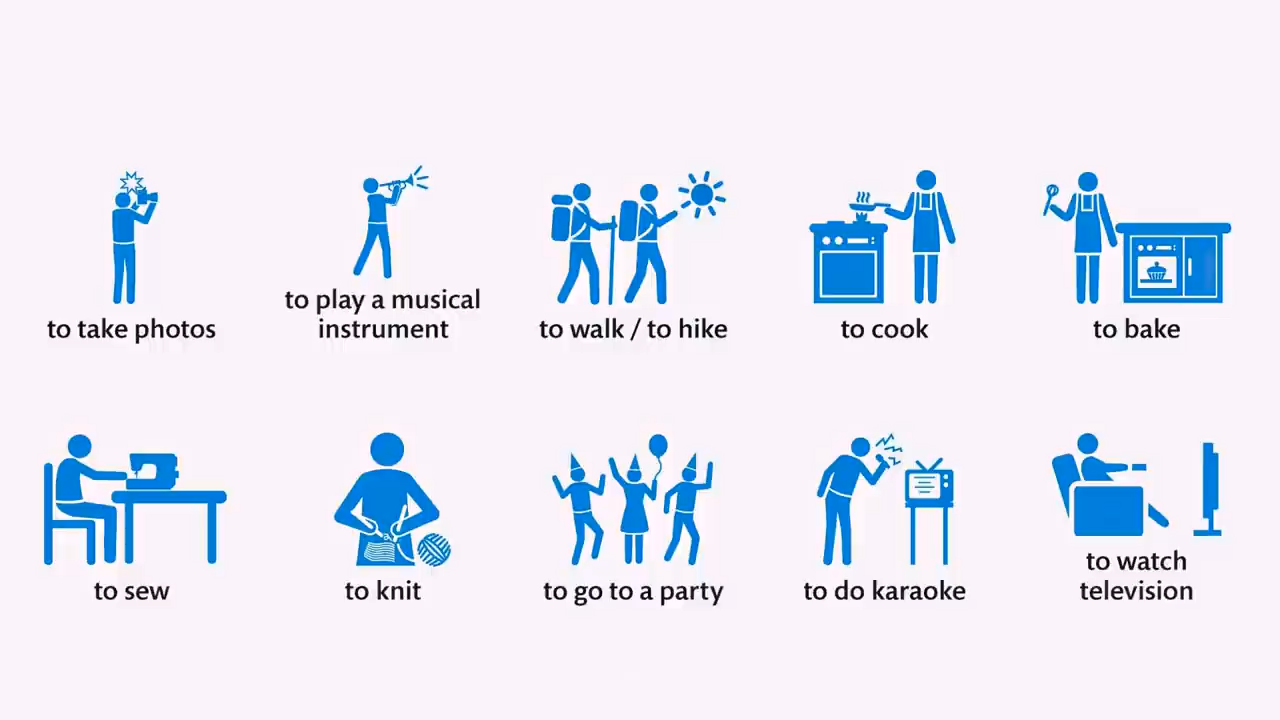 to take photos
to play a musical
instrument
to walk / to hike
to cook
to bake
to sew
to knit
to go to a party
to do karaoke
to watch
television